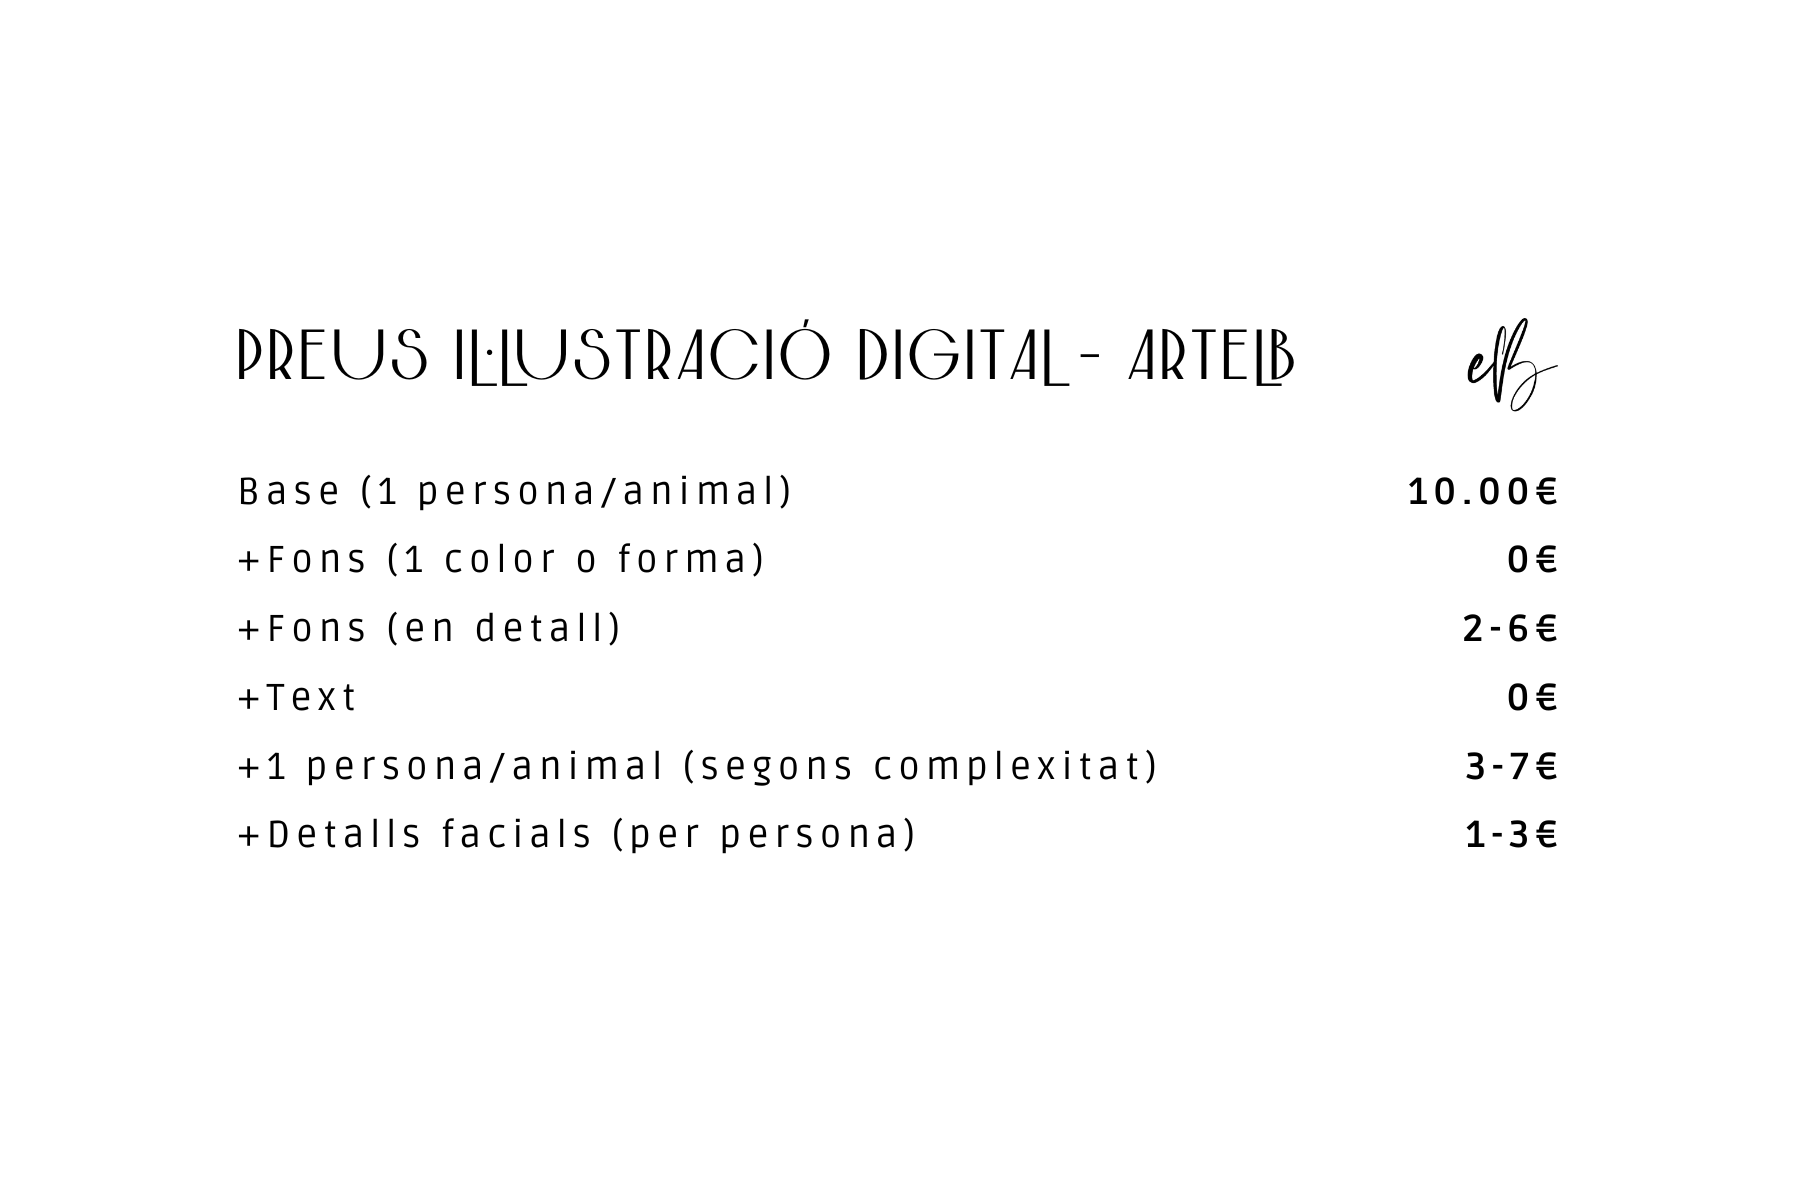 PREUS IL·LUSTRACIÓ DIGITAL - ARTELB elB
Base (1 persona/animal) 10.00€
+Fons (1 color o forma) 0€
+Fons (en detall) 2-6€
+Text 0€
+1 persona/animal (segons complexitat) 3-7€
+Detalls facials (per persona) 1-3€